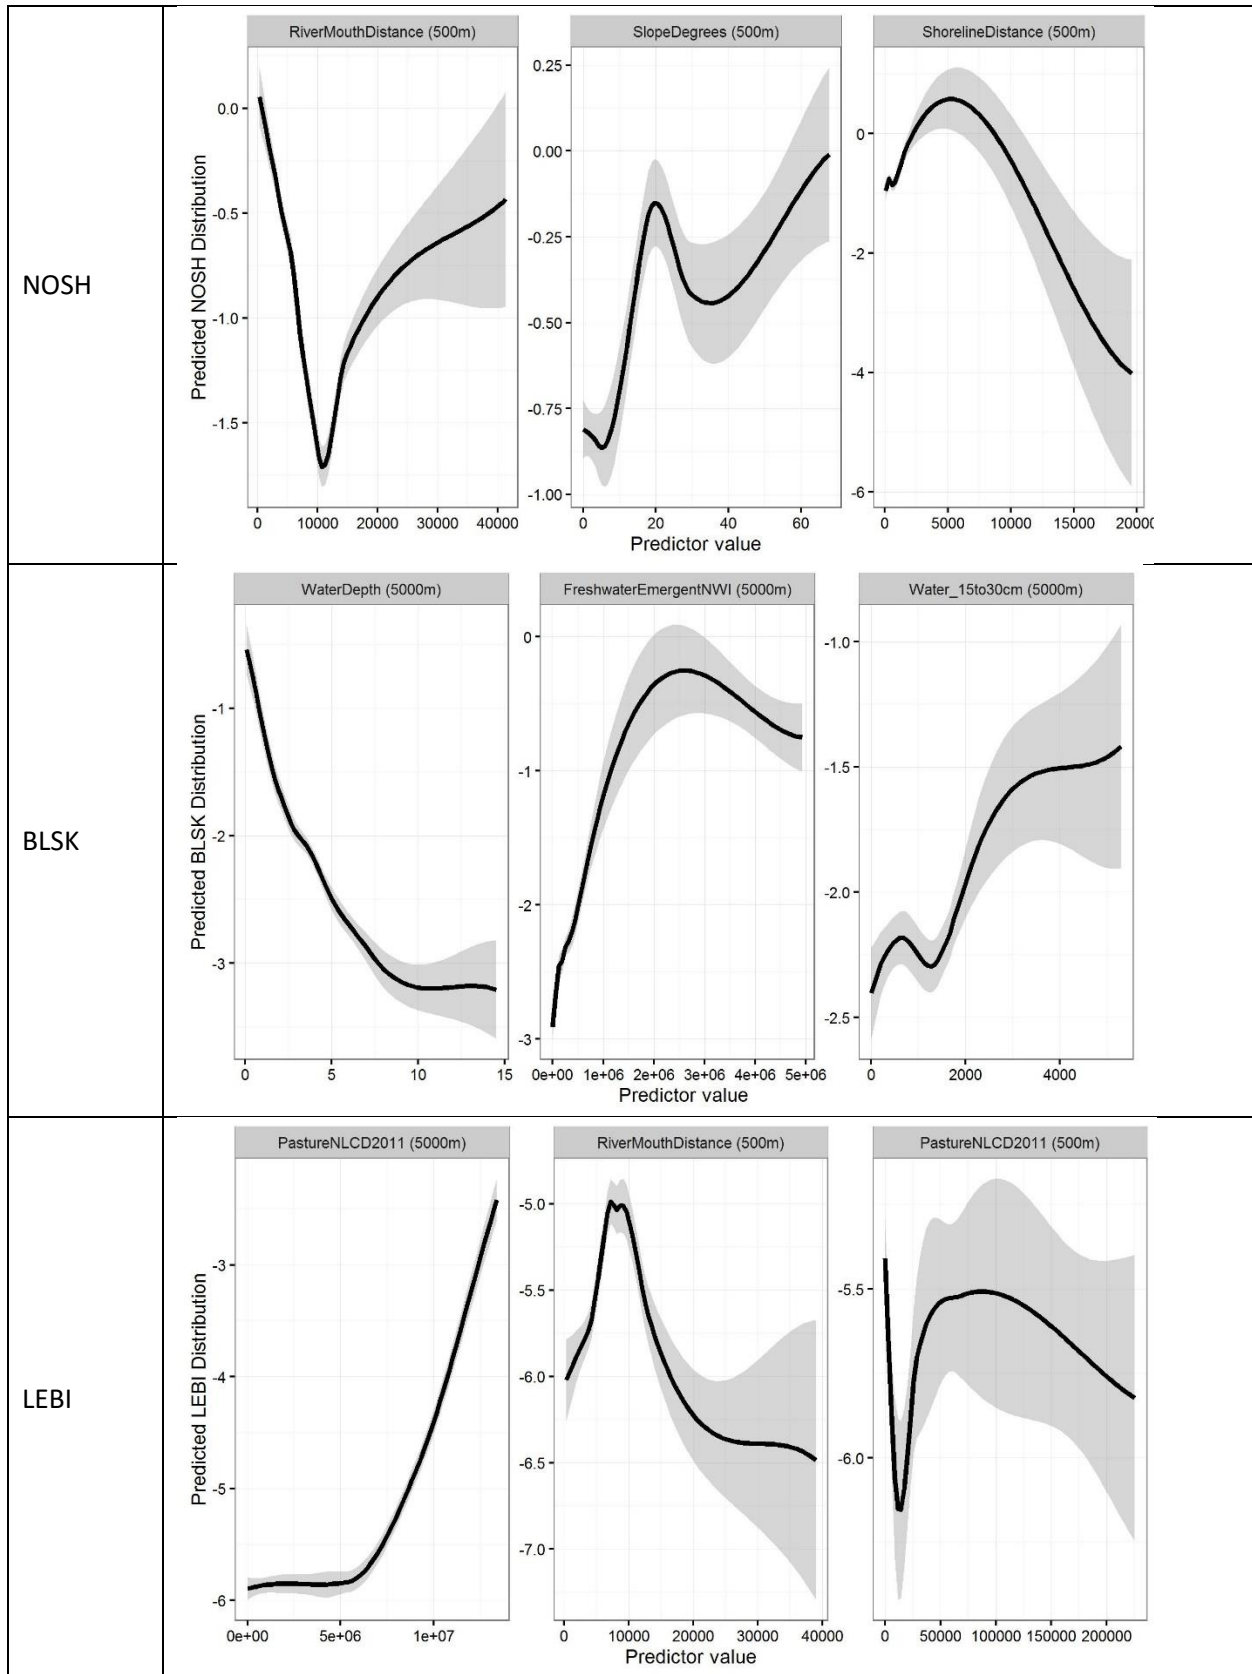 NOSH
RiverMouthDistance (500m) SlopeDegrees (500m) ShorelineDistance (500m)
Predicted NOSH Distribution
0.0
-0.5
-1.0
-1.5
0 10000 20000 30000 40000
0.25
0.00
-0.25
-0.50
-0.75
-1.00
0 20 40 60
0
-2
-4
-6
0 5000 10000 15000 20000
Predictor value
BLSK
WaterDepth (5000m) FreshwaterEmergentNWI (5000m) Water_15to30cm (5000m)
Predicted BLSK Distribution
-1
-2
-3
0 5 10 15
0
-1
-2
-3
0e+00 1e+06 2e+06 3e+06 4e+06 5e+06
-1.0
-1.5
-2.0
-2.5
0 2000 4000
Predictor value
LEBI
PastureNLCD2011 (5000m) RiverMouthDistance (500m) PastureNLCD2011 (500m)
Predicted LEBI Distribution
-3
-4
-5
-6
0e+00 5e+06 1e+07
-5.0
-5.5
-6.0
-6.5
-7.0
0 10000 20000 30000 40000
-5.5
-6.0
0 50000 100000 150000 200000
Predictor value